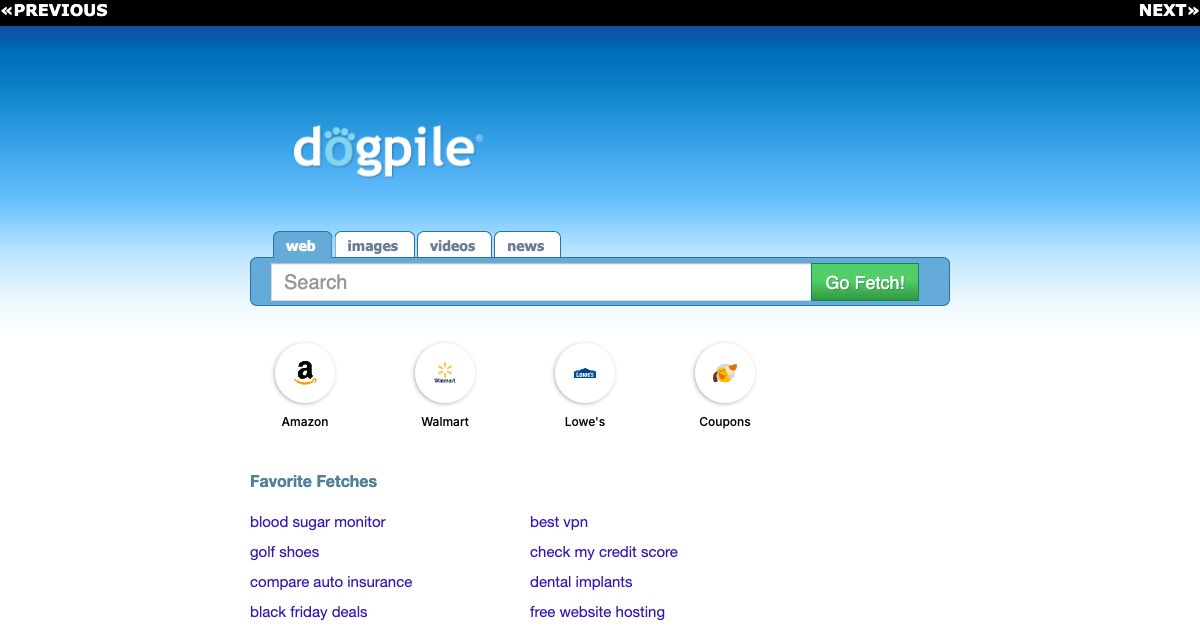 «PREVIOUS NEXT»
dogpile®
web images videos news
Search Go Fetch!
a Walmart LOWE'S
Amazon Walmart Lowe's Coupons
Favorite Fetches
blood sugar monitor best vpn
golf shoes check my credit score
compare auto insurance dental implants
black friday deals free website hosting